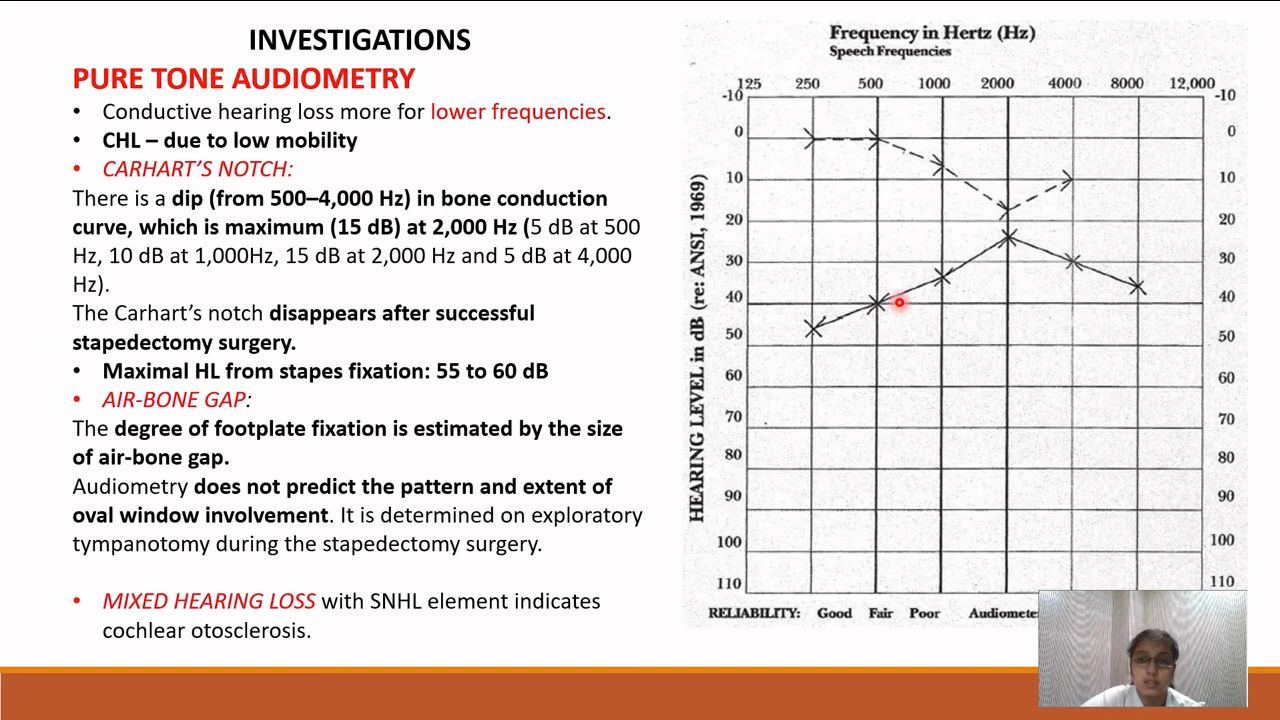 INVESTIGATIONS
PURE TONE AUDIOMETRY
• Conductive hearing loss more for lower frequencies.
• CHL – due to low mobility
• CARHART’S NOTCH:
There is a dip (from 500–4,000 Hz) in bone conduction
curve, which is maximum (15 dB) at 2,000 Hz (5 dB at 500
Hz, 10 dB at 1,000Hz, 15 dB at 2,000 Hz and 5 dB at 4,000
Hz).
The Carhart’s notch disappears after successful
stapedectomy surgery.
• Maximal HL from stapes fixation: 55 to 60 dB
• AIR-BONE GAP:
The degree of footplate fixation is estimated by the size
of air-bone gap.
Audiometry does not predict the pattern and extent of
oval window involvement. It is determined on exploratory
tympanotomy during the stapedectomy surgery.
• MIXED HEARING LOSS with SNHL element indicates
cochlear otosclerosis.
Frequency in Hertz (Hz)
Speech Frequencies
125 250 500 1000 2000 4000 8000 12,000
-10 -10
0 0
10 10
20 20
30 30
40 40
50 50
60 60
70 70
80 80
90 90
100 100
110 110
HEARING LEVEL in dB (re: ANSI, 1969)
RELIABILITY: Good Fair Poor